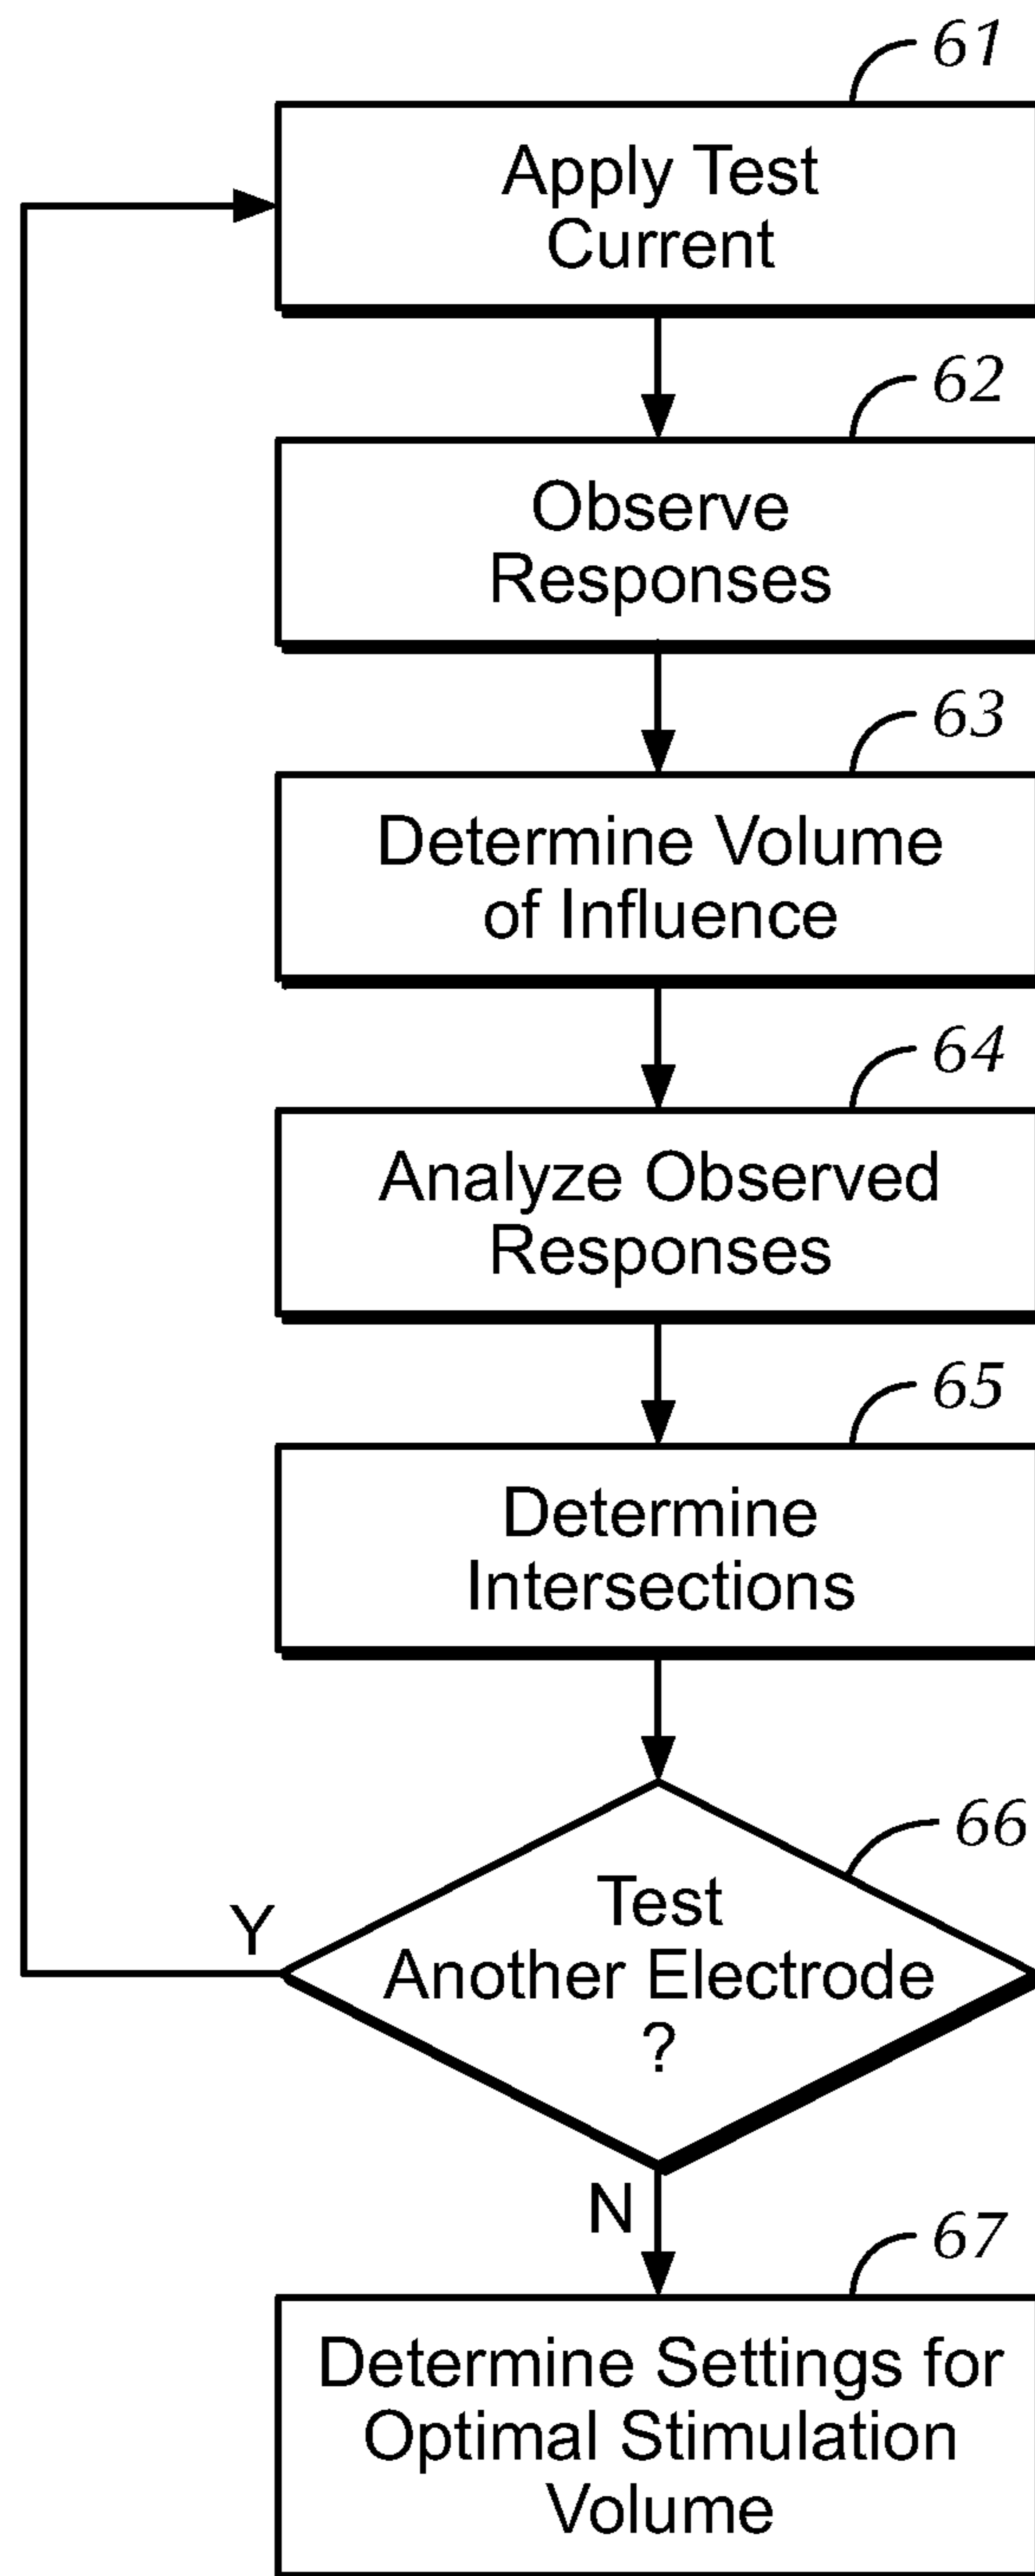 61
Apply Test
Current
62
Observe
Responses
63
Determine Volume
of Influence
64
Analyze Observed
Responses
65
Determine
Intersections
66
Test
Another Electrode
?
Y
N
67
Determine Settings for
Optimal Stimulation
Volume